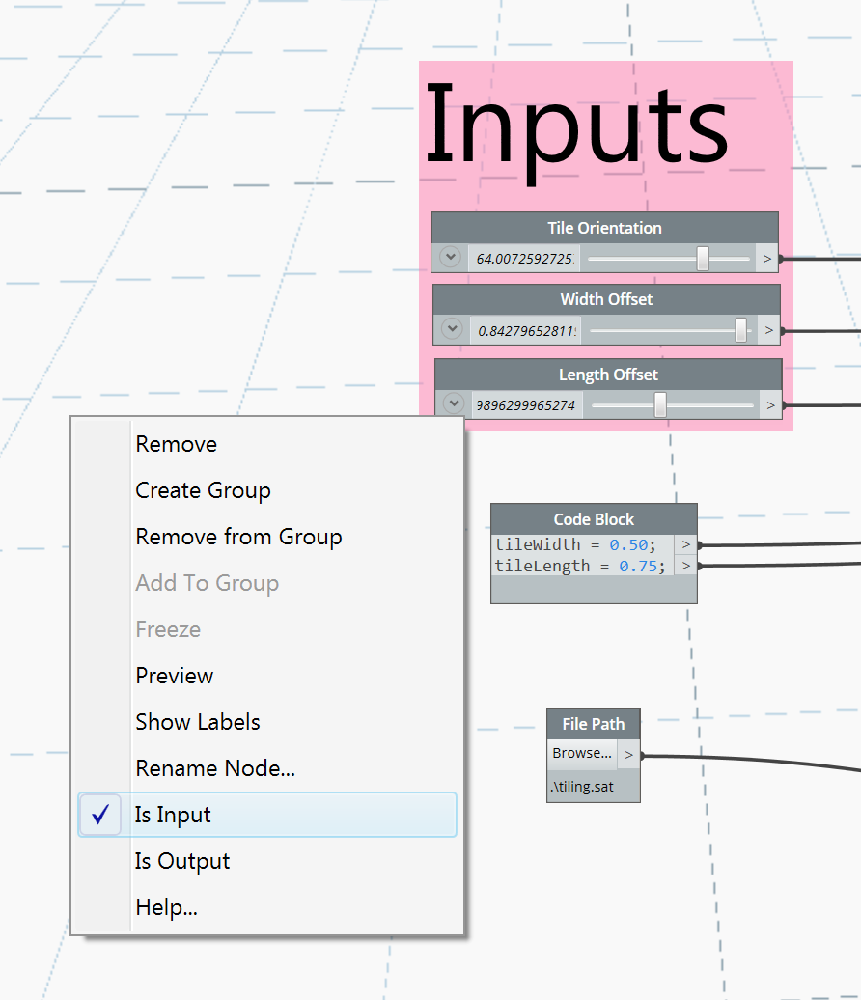 Inputs
Tile Orientation
64.0072592725
>
Width Offset
0.84279652811
>
Length Offset
9896299965274
>
Remove
Create Group
Remove from Group
Add To Group
Freeze
Preview
Show Labels
Rename Node...
Is Input
Is Output
Help...
Code Block
tileWidth = 0.50; >
tileLength = 0.75; >
File Path
Browse... >
.\tiling.sat